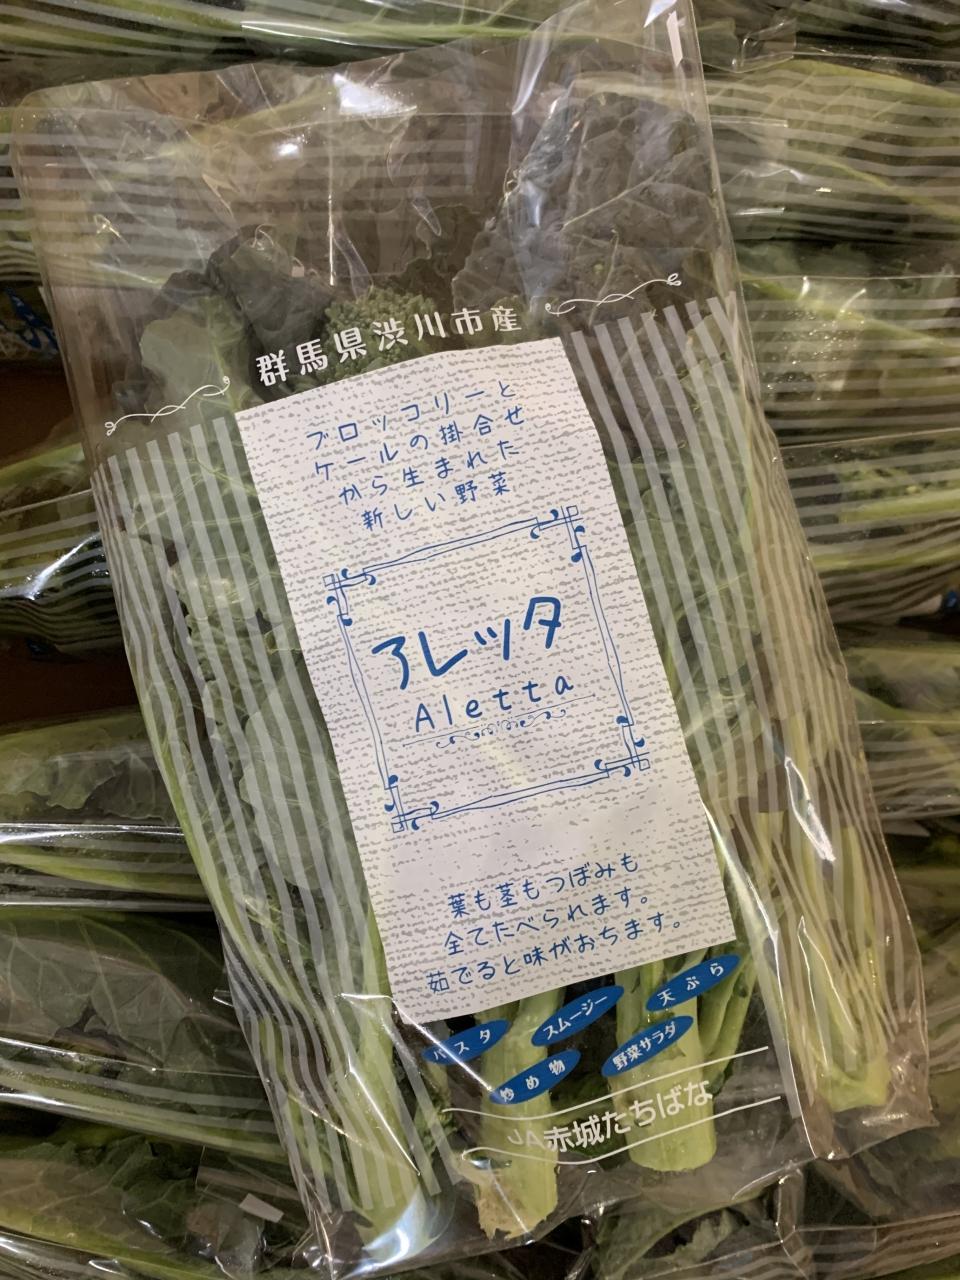 群馬県渋川市産
ブロッコリーと
ケールの掛合せ
から生まれた
新しい野菜
アレッタ
Aletta
葉も茎もつぼみも
全てたべられます。
茹でると味がおちます。
パスタ
スムージー
天ぷら
炒め物
野菜サラダ
JA赤城たちばな